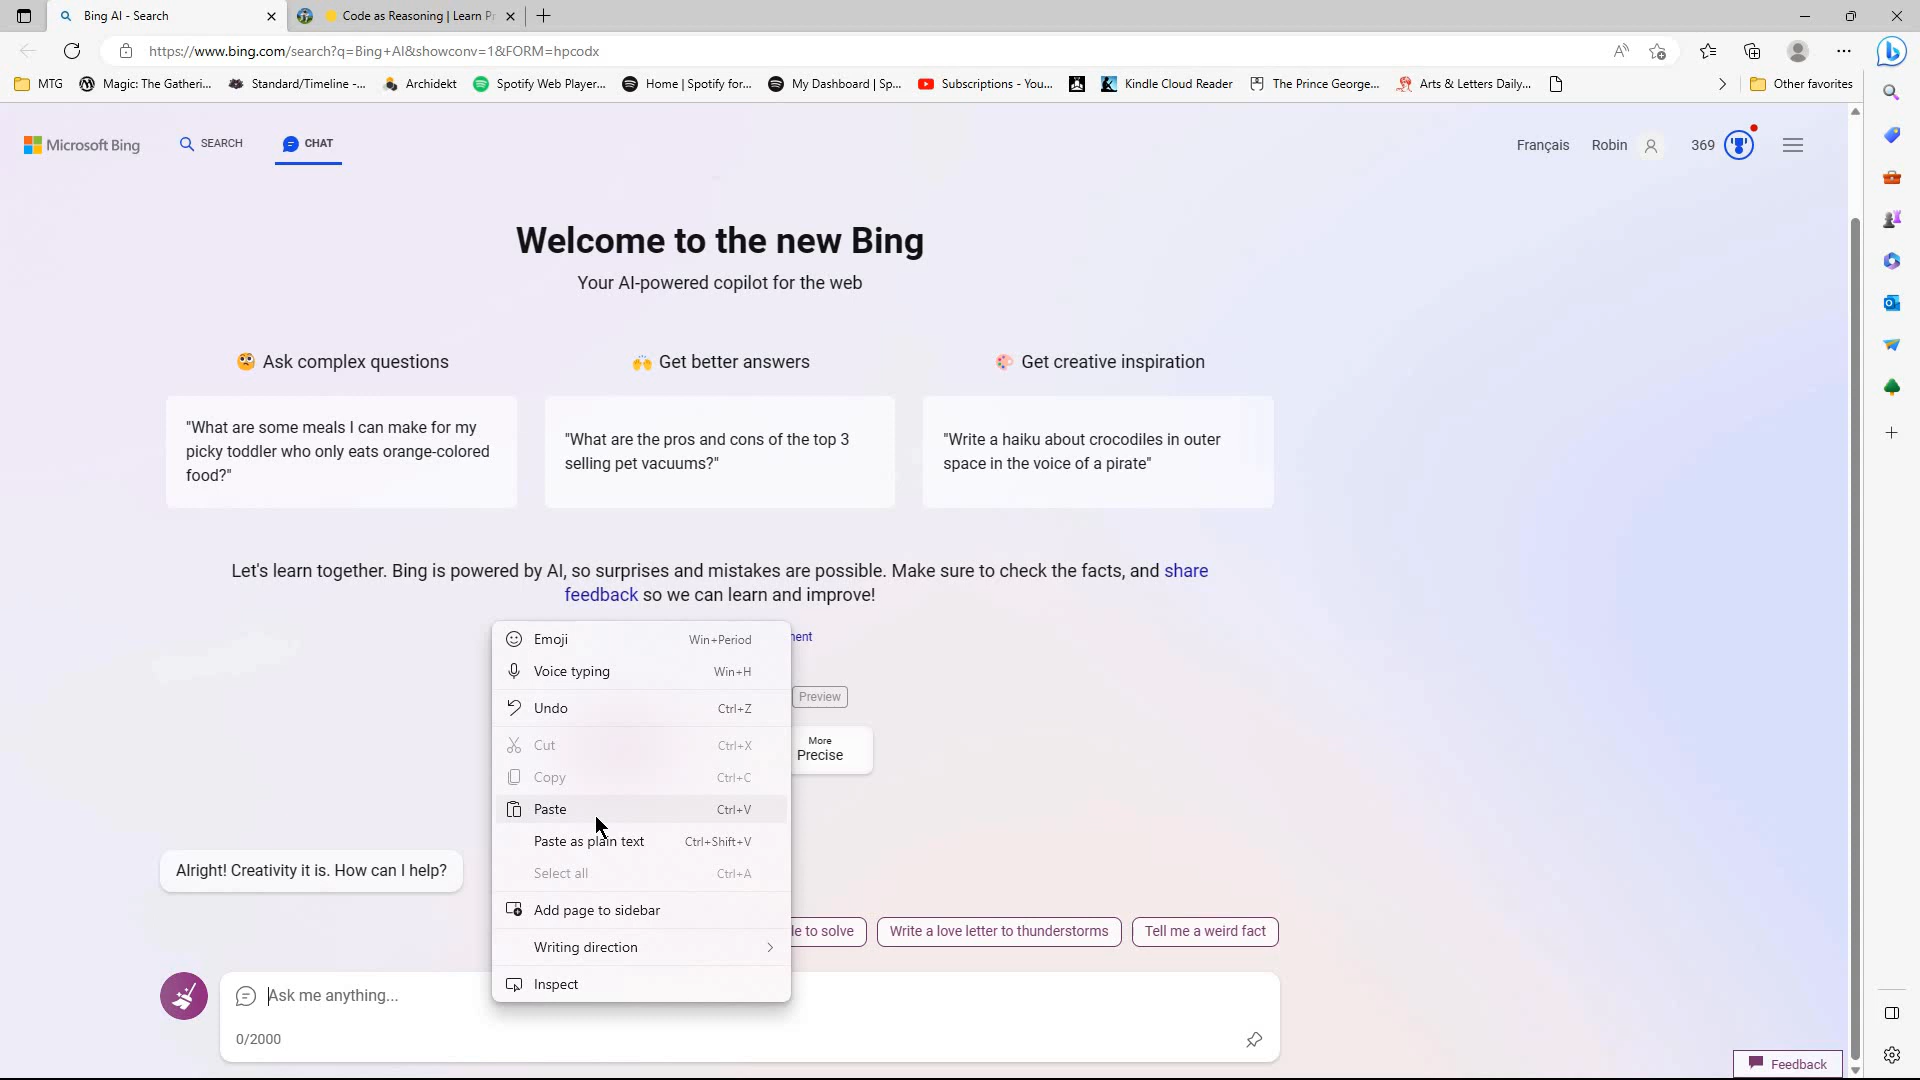 Bing AI - Search
Code as Reasoning | Learn Pr
https://www.bing.com/search?q=Bing+AI&showconv=1&FORM=hpcodx
MTG
Magic: The Gatheri...
Standard/Timeline -...
Archidekt
Spotify Web Player...
Home | Spotify for...
My Dashboard | Sp...
Subscriptions - You...
Kindle Cloud Reader
The Prince George...
Arts & Letters Daily...
Other favorites
Microsoft Bing
SEARCH
CHAT
Français
Robin
369
Welcome to the new Bing
Your AI-powered copilot for the web
Ask complex questions
Get better answers
Get creative inspiration
"What are some meals I can make for my
picky toddler who only eats orange-colored
food?"
"What are the pros and cons of the top 3
selling pet vacuums?"
"Write a haiku about crocodiles in outer
space in the voice of a pirate"
Let's learn together. Bing is powered by AI, so surprises and mistakes are possible. Make sure to check the facts, and share
feedback so we can learn and improve!
Emoji Win+Period
Voice typing Win+H
Undo Ctrl+Z
Cut Ctrl+X
Copy Ctrl+C
Paste Ctrl+V
Paste as plain text Ctrl+Shift+V
Select all Ctrl+A
Add page to sidebar
Writing direction
Inspect
Preview
More
Precise
Alright! Creativity it is. How can I help?
le to solve
Write a love letter to thunderstorms
Tell me a weird fact
Ask me anything...
0/2000
Feedback